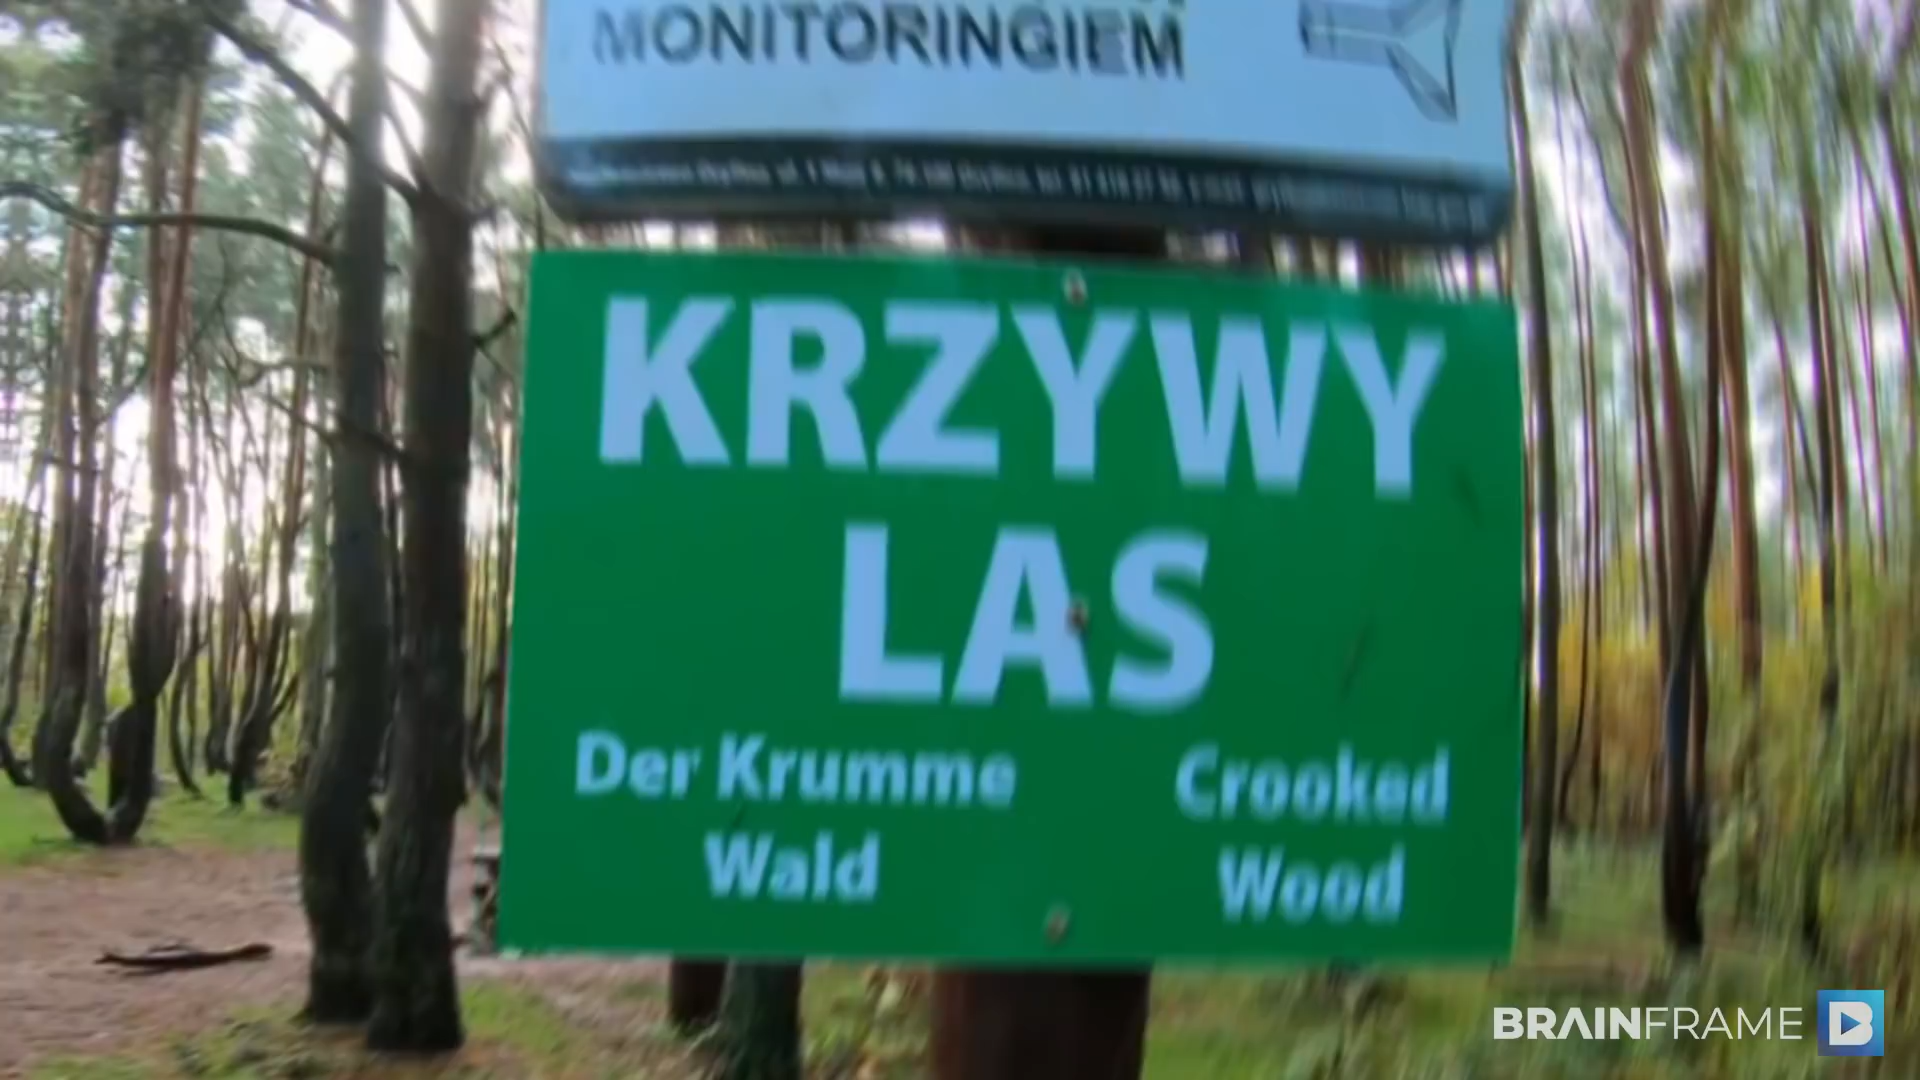 MONITORINGIEM
KRZYWY
LAS
Der Krumme
Wald
Crooked
Wood
BRAINFRAME